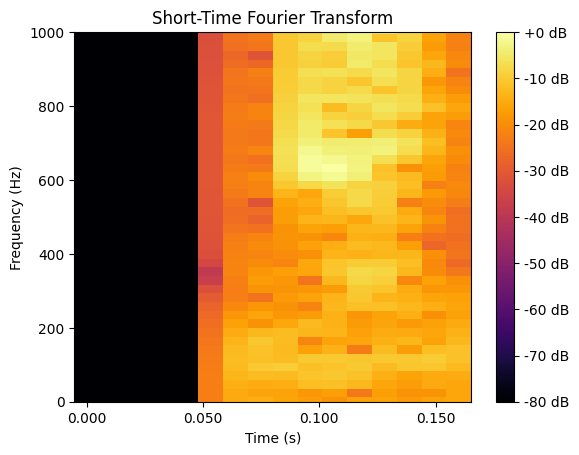 Short-Time Fourier Transform
1000
800
600
400
200
0
Frequency (Hz)
0.000
0.050
0.100
0.150
Time (s)
+0 dB
-10 dB
-20 dB
-30 dB
-40 dB
-50 dB
-60 dB
-70 dB
-80 dB